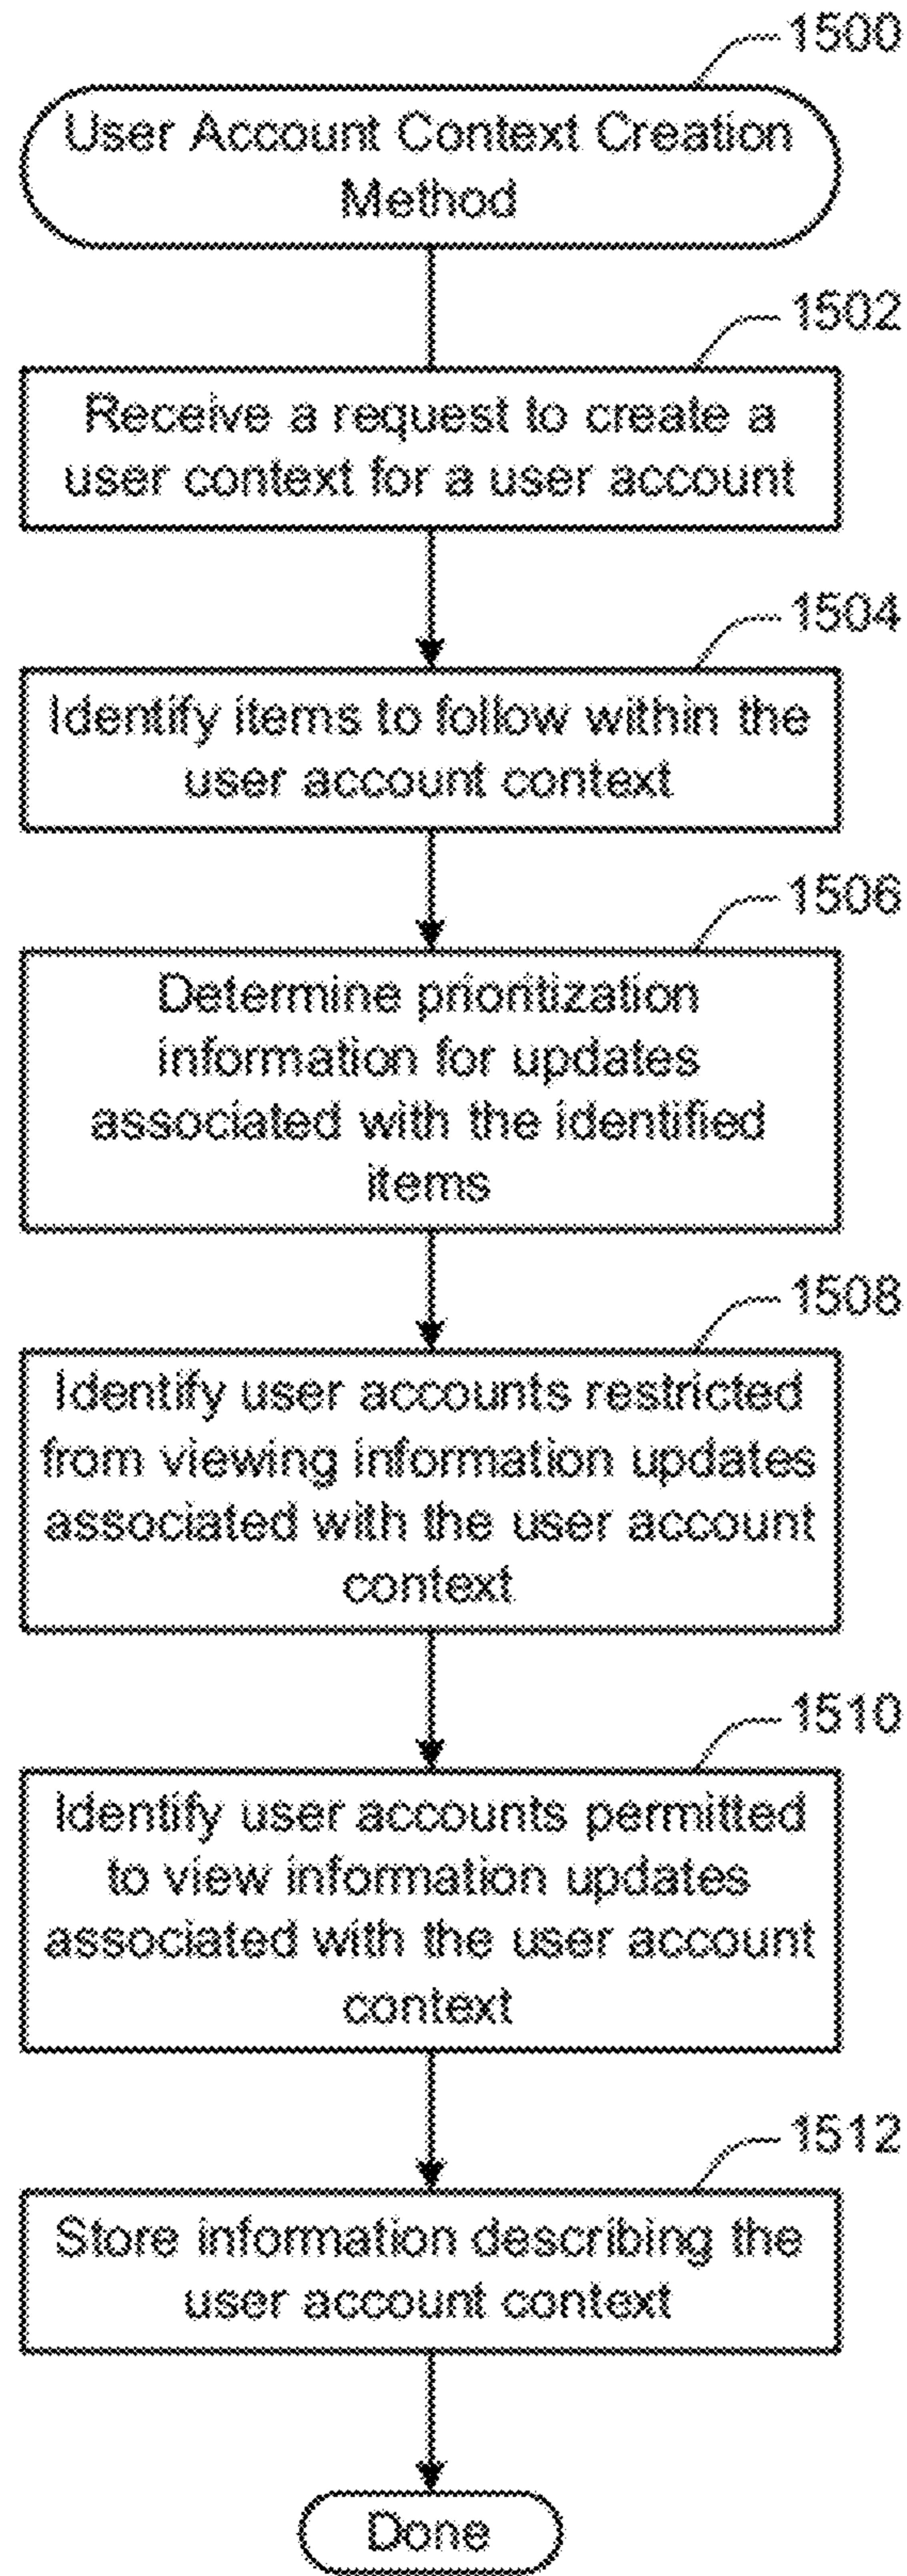 1500
User Account Context Creation
Method
1502
Receive a request to create a
user context for a user account
1504
Identify items to follow within the
user account context
1506
Determine prioritization
information for updates
associated with the identified
items
1508
Identify user accounts restricted
from viewing information updates
associated with the user account
context
1510
Identify user accounts permitted
to view information updates
associated with the user account
context
1512
Store information describing the
user account context
Done